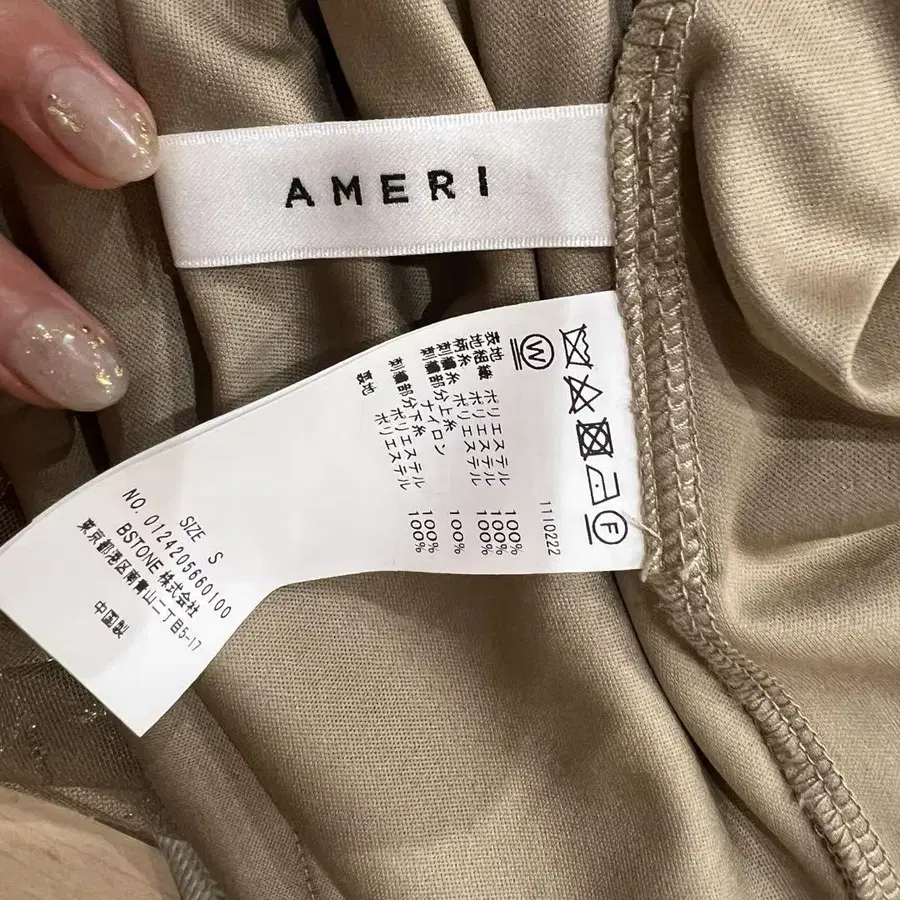 AMERI
W
F
表地組織 ポリエステル 100%
地糸 ポリエステル 100%
柄糸 ポリエステル 100%
刺繍部分上糸 ナイロン 100%
刺繍部分下糸 ポリエステル 100%
裏地 ポリエステル 100%
1110222
SIZE S
NO. 0124205660100
BSTONE 株式会社
東京都港区南青山二丁目5-17
中国製